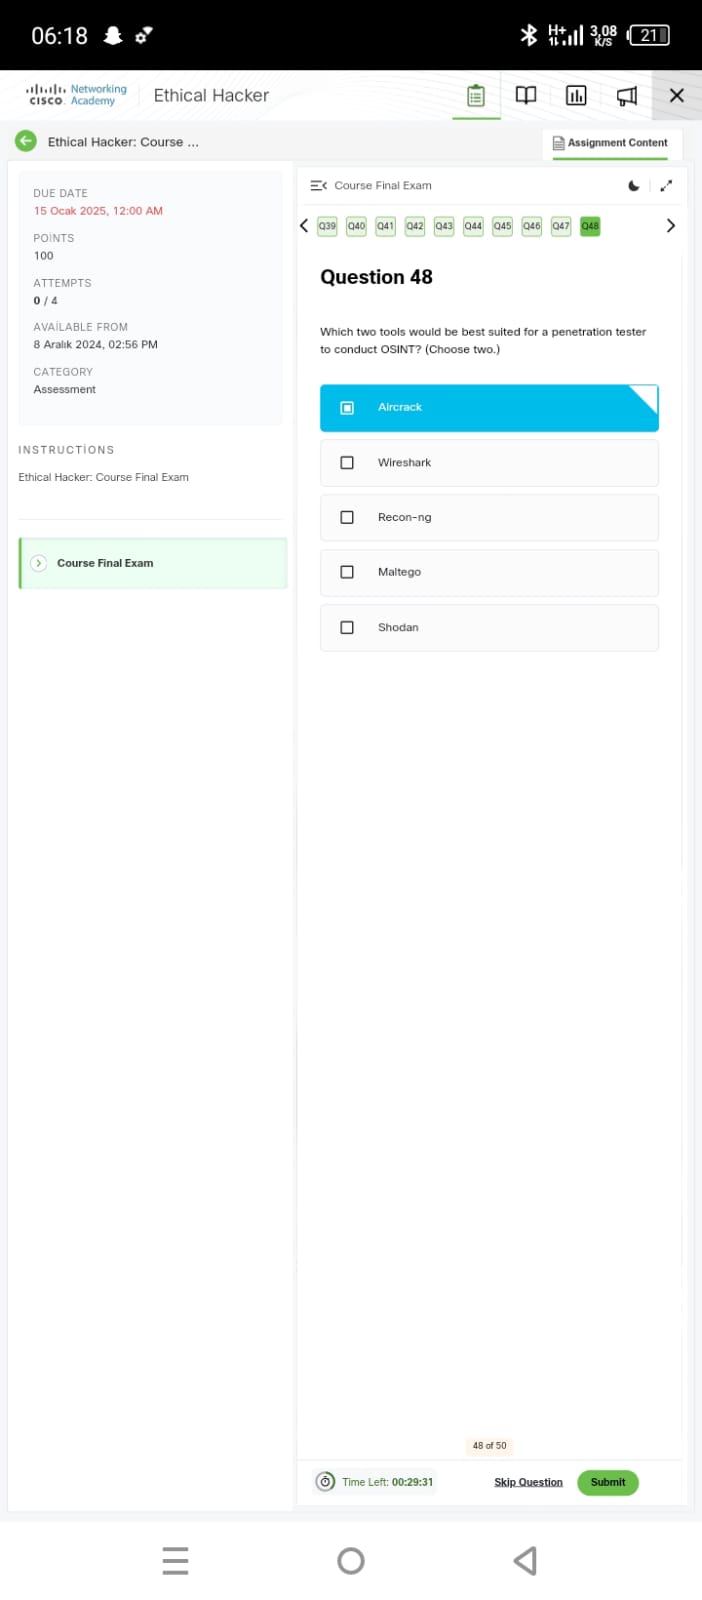 06:18
H+
3,08
K/S
21
CISCO. Networking Academy
Ethical Hacker
Ethical Hacker: Course ...
Assignment Content
DUE DATE
15 Ocak 2025, 12:00 AM
POİNTS
100
ATTEMPTS
0 / 4
AVAİLABLE FROM
8 Aralık 2024, 02:56 PM
CATEGORY
Assessment
INSTRUCTİONS
Ethical Hacker: Course Final Exam
Course Final Exam
Course Final Exam
Q39 Q40 Q41 Q42 Q43 Q44 Q45 Q46 Q47 Q48
Question 48
Which two tools would be best suited for a penetration tester
to conduct OSINT? (Choose two.)
Aircrack
Wireshark
Recon-ng
Maltego
Shodan
48 of 50
Time Left: 00:29:31
Skip Question
Submit